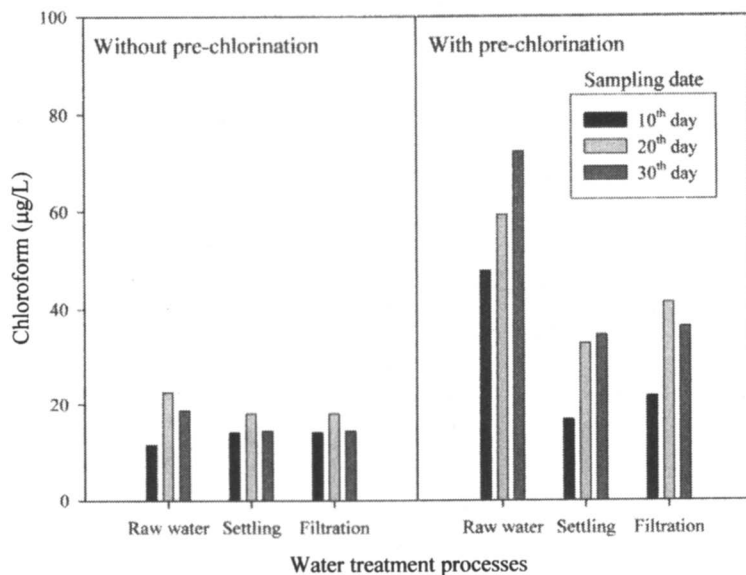 Without pre-chlorination
With pre-chlorination
Sampling date
10th day
20th day
30th day
100
80
60
40
20
0
Chloroform (µg/L)
Raw water Settling Filtration
Raw water Settling Filtration
Water treatment processes